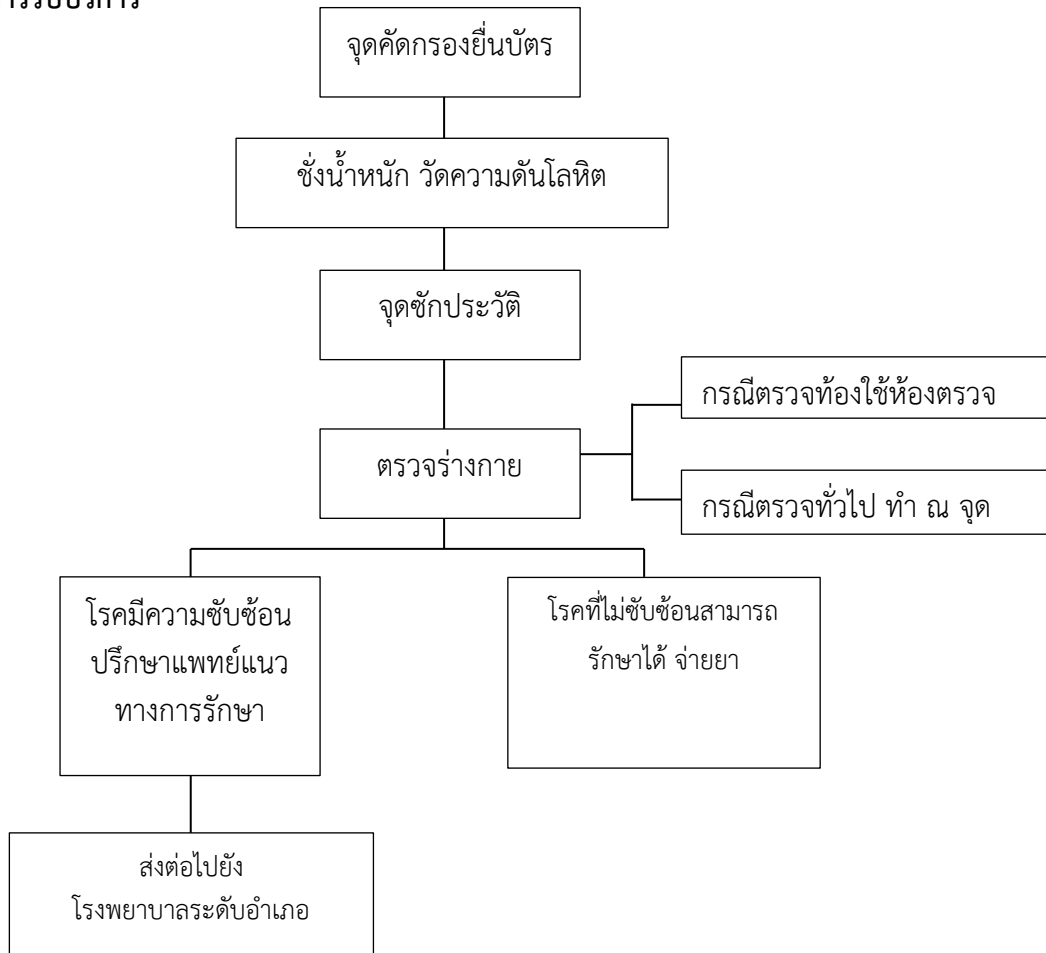 จุดคัดกรองยื่นบัตร
ชั่งน้ำหนัก วัดความดันโลหิต
จุดซักประวัติ
กรณีตรวจท้องใช้ห้องตรวจ
ตรวจร่างกาย
กรณีตรวจทั่วไป ทำ ณ จุด
โรคมีความซับซ้อน
ปรึกษาแพทย์แนว
ทางการรักษา
โรคที่ไม่ซับซ้อนสามารถ
รักษาได้ จ่ายยา
ส่งต่อไปยัง
โรงพยาบาลระดับอำเภอ